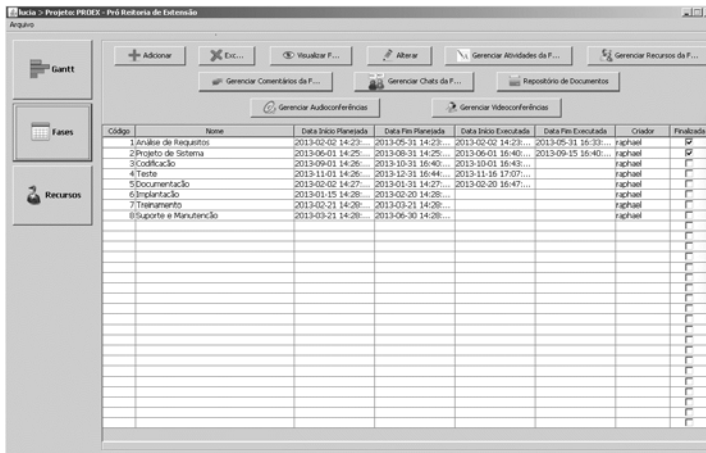 lucia > Projeto: PROEX - Pró Reitoria de Extensão
Arquivo
Gantt
Fases
Recursos
Adicionar Exc... Visualizar F... Alterar Gerenciar Atividades da F... Gerenciar Recursos da F...
Gerenciar Comentários da F... Gerenciar Chats da F... Repositório de Documentos
Gerenciar Audioconferências Gerenciar Videoconferências
Código Nome Data Início Planejada Data Fim Planejada Data Início Executada Data Fim Executada Criador Finalizada
1 Análise de Requisitos 2013-02-02 14:23:... 2013-05-31 14:23:... 2013-02-02 14:23:... 2013-05-31 16:33:... raphael
2 Projeto de Sistema 2013-06-01 14:25:... 2013-08-31 14:25:... 2013-06-01 16:40:... 2013-09-15 16:40:... raphael
3 Codificação 2013-09-01 14:26:... 2013-10-31 16:40:... 2013-10-01 16:43:... raphael
4 Teste 2013-11-01 14:26:... 2013-12-31 16:44:... 2013-11-16 17:07:... raphael
5 Documentação 2013-02-02 14:27:... 2013-01-31 14:27:... 2013-02-20 16:47:... raphael
6 Implantação 2013-01-15 14:28:... 2013-02-20 14:28:... raphael
7 Treinamento 2013-02-21 14:28:... 2013-03-21 14:28:... raphael
8 Suporte e Manutenção 2013-03-21 14:28:... 2013-06-30 14:28:... raphael